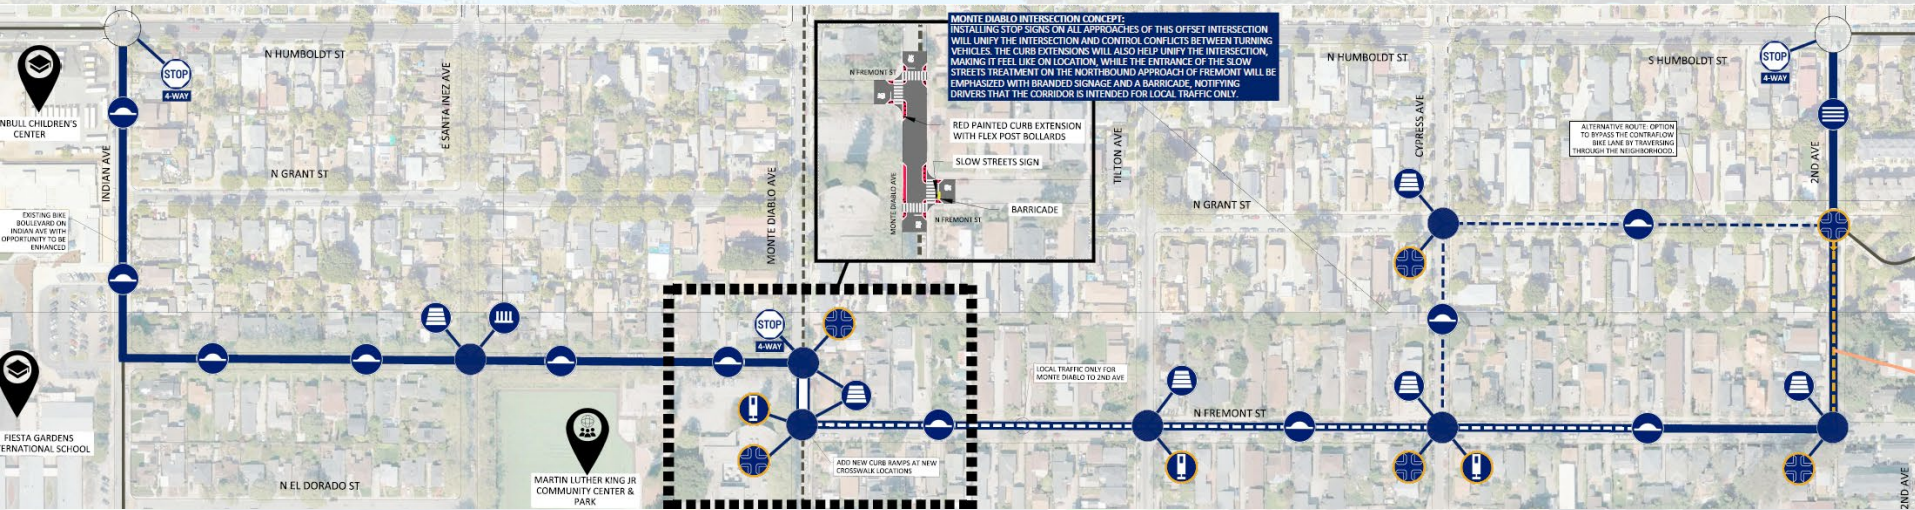 NBULL CHILDREN'S
CENTER
STOP
4-WAY
N HUMBOLDT ST
E SANTA INEZ AVE
INDIAN AVE
N GRANT ST
EXISTING BIKE
BOULEVARD ON
INDIAN AVE WITH
OPPORTUNITY TO BE
ENHANCED
MONTE DIABLO AVE
FIESTA GARDENS
TERNATIONAL SCHOOL
N EL DORADO ST
MARTIN LUTHER KING JR
COMMUNITY CENTER &
PARK
STOP
4-WAY
ADD NEW CURB RAMPS AT NEW
CROSSWALK LOCATIONS
MONTE DIABLO INTERSECTION CONCEPT:
INSTALLING STOP SIGNS ON ALL APPROACHES OF THIS OFFSET INTERSECTION
WILL UNIFY THE INTERSECTION AND CONTROL CONFLICTS BETWEEN TURNING
VEHICLES. THE CURB EXTENSIONS WILL ALSO HELP UNIFY THE INTERSECTION,
MAKING IT FEEL LIKE ON LOCATION, WHILE THE ENTRANCE OF THE SLOW
STREETS TREATMENT ON THE NORTHBOUND APPROACH OF FREMONT WILL BE
EMPHASIZED WITH BRANDED SIGNAGE AND A BARRICADE, NOTIFYING
DRIVERS THAT THE CORRIDOR IS INTENDED FOR LOCAL TRAFFIC ONLY.
N FREMONT ST
RED PAINTED CURB EXTENSION
WITH FLEX POST BOLLARDS
SLOW STREETS SIGN
BARRICADE
MONTE DIABLO AVE
N FREMONT ST
TILTON AVE
N HUMBOLDT ST
N GRANT ST
CYPRESS AVE
LOCAL TRAFFIC ONLY FOR
MONTE DIABLO TO 2ND AVE
N FREMONT ST
S HUMBOLDT ST
STOP
4-WAY
ALTERNATIVE ROUTE: OPTION
TO BYPASS THE CONTRAFLOW
BIKE LANE BY TRAVERSING
THROUGH THE NEIGHBORHOOD.
2ND AVE
2ND AVE